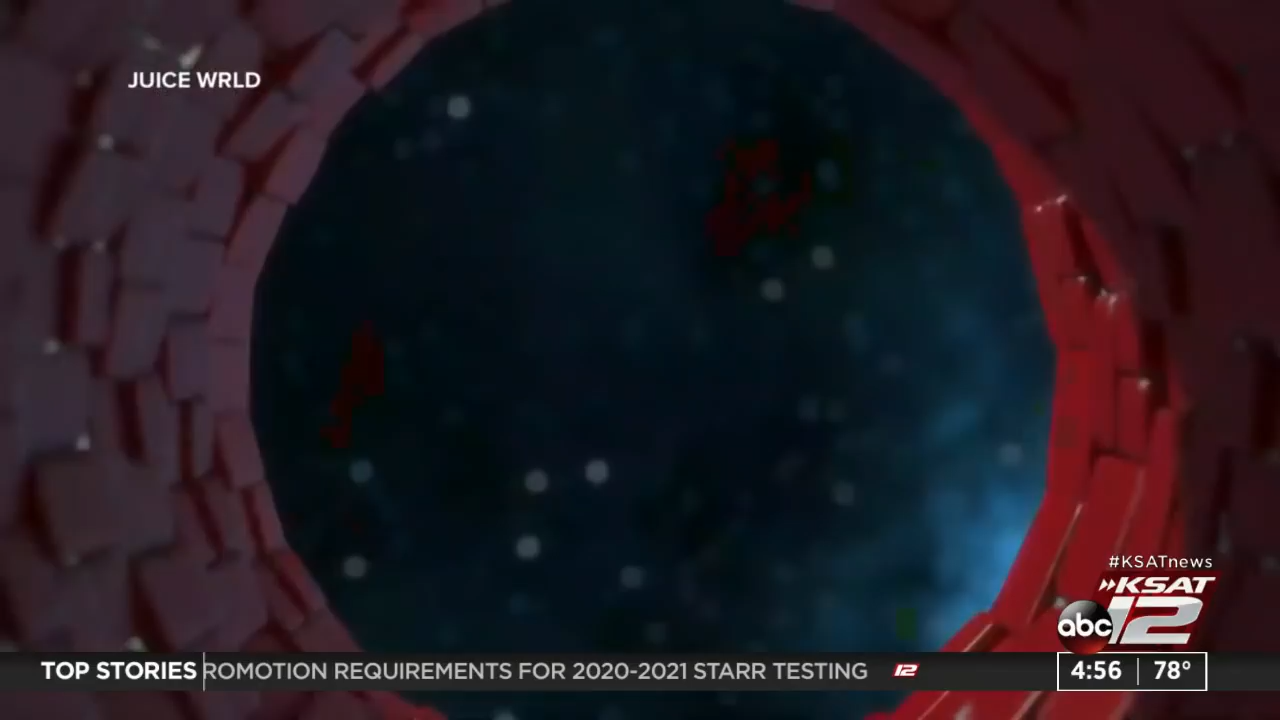 JUICE WRLD
#KSATnews
KSAT
abc 12
TOP STORIES ROMOTION REQUIREMENTS FOR 2020-2021 STARR TESTING 12 4:56 78°